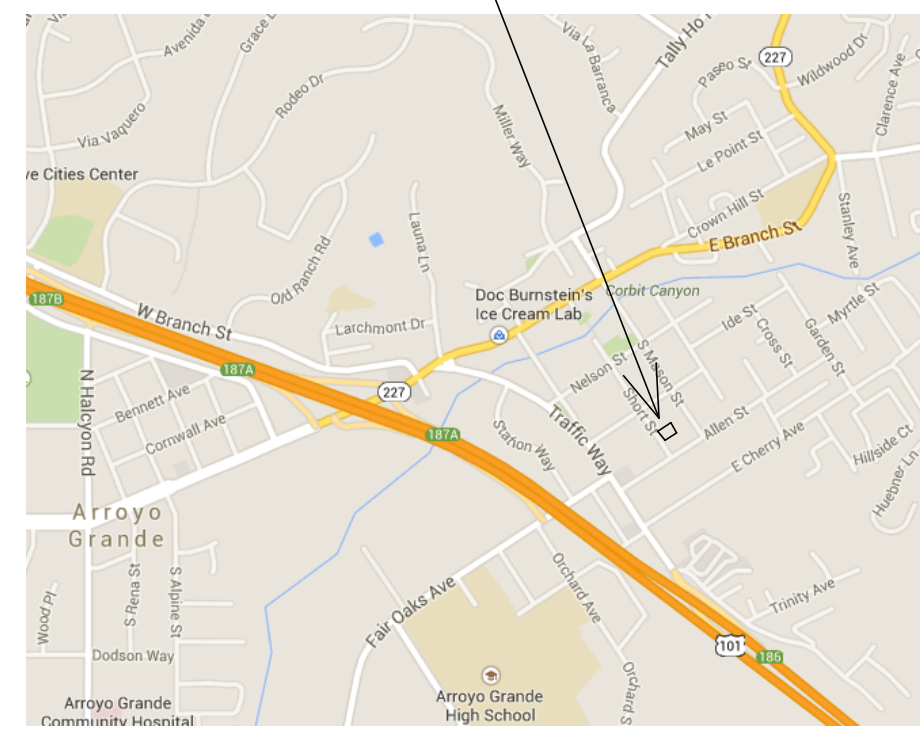 Avenida
Grace L
Via La Barranca
Tally Ho
227
Wildwood Dr
Paseo Sr
Rodeo Dr
Clarence Ave
Via Vaquero
Miller Way
May St
Le Point St
ve Cities Center
Crown Hill St
Stanley Ave
E Branch St
Launa Ln
Old Ranch Rd
187B
Doc Burnstein's
Ice Cream Lab
Corbit Canyon
W Branch St
Larchmont Dr
Ide St
Myrtle St
Cross St
Garden St
S Mason St
187A
Nelson St
227
N Halcyon Rd
Bennett Ave
Short St
Traffic Way
Allen St
Cornwall Ave
187A
Station Way
E Cherry Ave
Hillside Ct
Huebner Ln
Arroyo
Grande
Orchard Ave
Wood Pl
S Rena St
S Alpine St
Fair Oaks Ave
Trinity Ave
101
186
Dodson Way
Orchard S
Arroyo Grande
High School
Arroyo Grande
Community Hospital